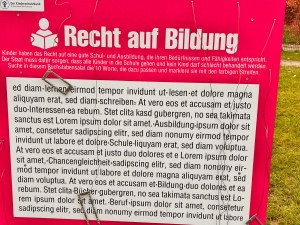 Recht auf Bildung
Kinder haben das Recht auf eine gute Schul- und Ausbildung, die ihren Bedürfnissen und Fähigkeiten entspricht.
Der Staat muss dafür sorgen, dass alle Kinder in die Schule gehen und kein Kind darf schlecht behandelt werden.
Suche in diesem Buchstabensalat die 10 Worte, die dazu passen und markiere sie mit den farbigen Streifen.
ed diam-lernen eirmod tempor invidunt ut-lesen-et dolore magna
aliquyam erat, sed diam-schreiben- At vero eos et accusam et justo
duo-Interessen-ea rebum. Stet clita kasd gubergren, no sea takimata
sanctus est Lorem ipsum dolor sit amet.-Ausbildung-ipsum dolor sit
amet, consetetur sadipscing elitr, sed diam nonumy eirmod tempor
invidunt ut labore et dolore-Schule-liquyam erat, sed diam voluptua.
At vero eos et accusam et justo duo dolores et e Lorem ipsum dolor
sit amet,-Chancengleichheit-sadipscing elitr, sed diam nonumy eir-
mod tempor invidunt ut labore et dolore magna aliquyam erat, sed
diam voluptua. At vero eos et accusam et-Bildung-duo dolores et ea
rebum. Stet clita-Bücher-gubergren, no sea takimata sanctus est Lo-
rem ipsum dolor sit amet.-Beruf-ipsum dolor sit amet, consetetur
sadipscing elitr, sed diam nonumy eirmod tempor invidunt ut labore